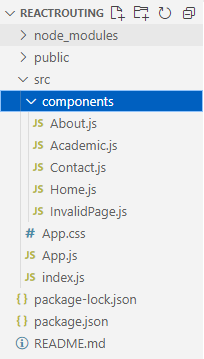 REACTROUTING
node_modules
public
src
components
JS About.js
JS Academic.js
JS Contact.js
JS Home.js
JS InvalidPage.js
# App.css
JS App.js
JS index.js
{} package-lock.json
{} package.json
README.md